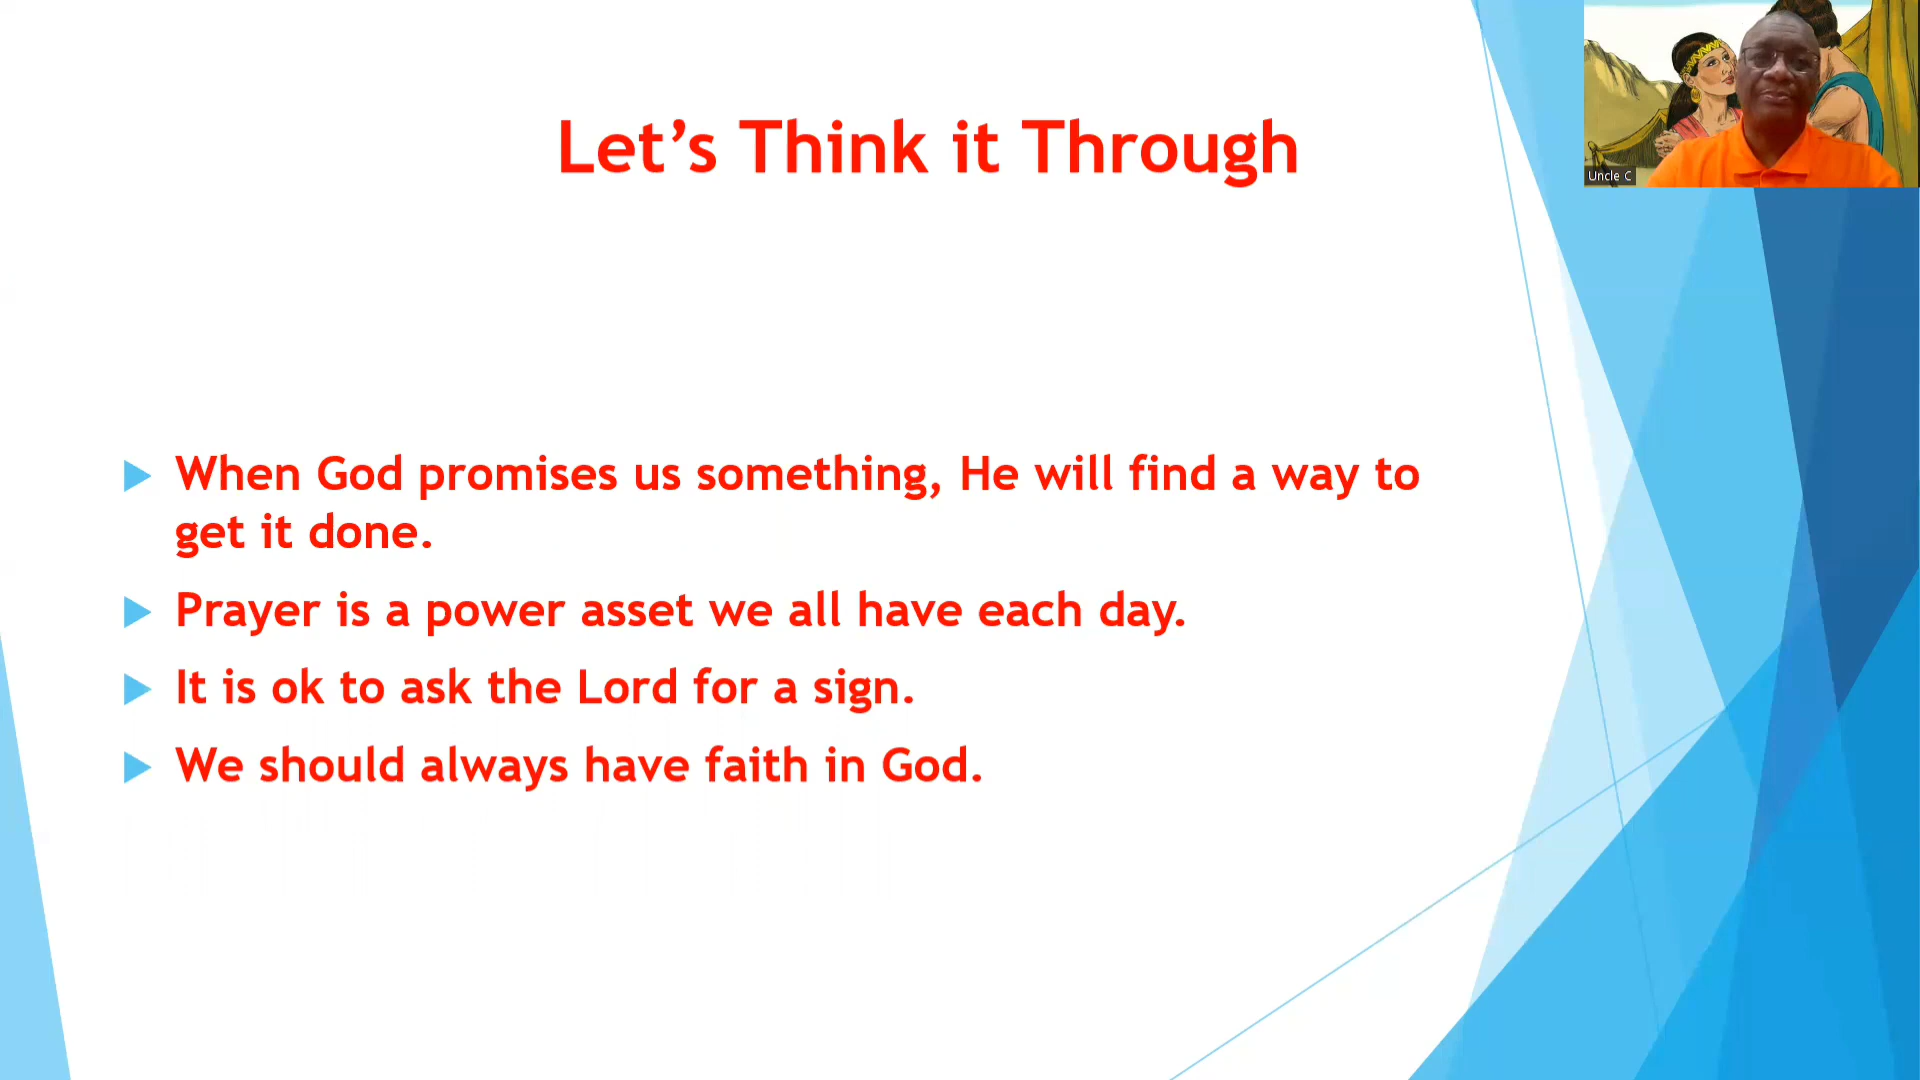 Let’s Think it Through
Uncle C
When God promises us something, He will find a way to
get it done.
Prayer is a power asset we all have each day.
It is ok to ask the Lord for a sign.
We should always have faith in God.